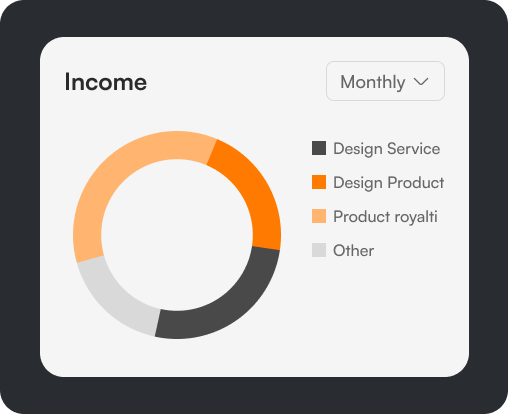 Income
Monthly
Design Service
Design Product
Product royalti
Other